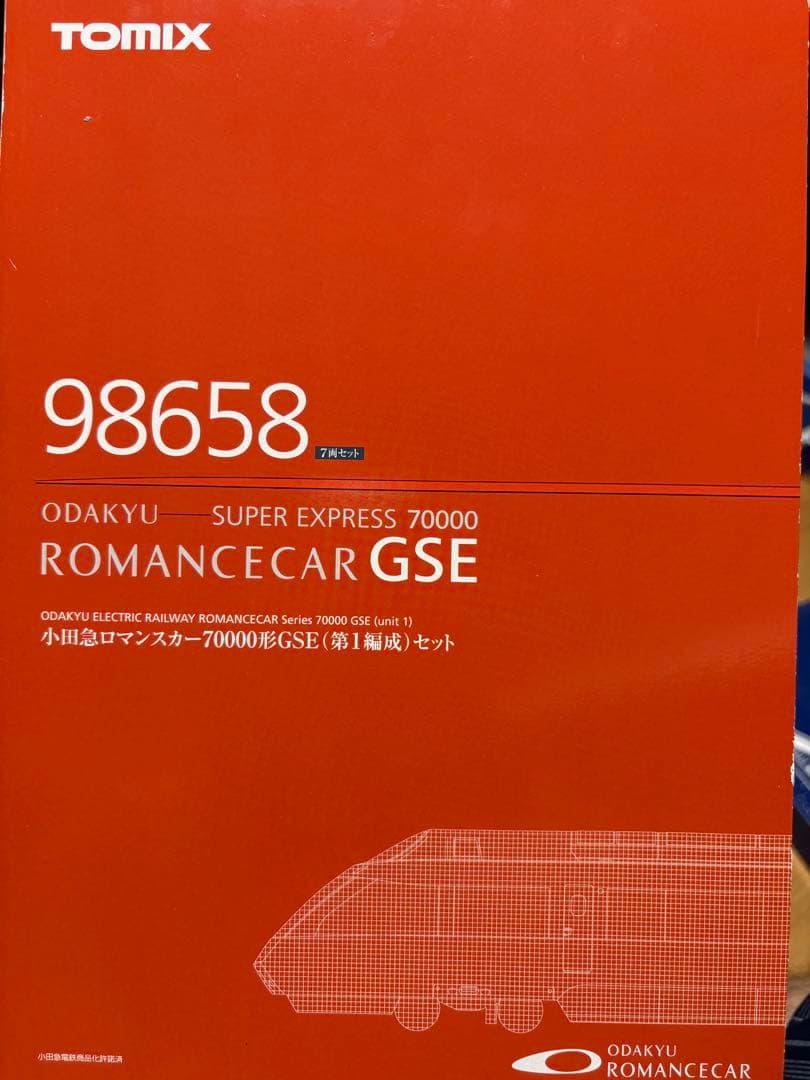 TOMIX
98658 7両セット
ODAKYU SUPER EXPRESS 70000
ROMANCECAR GSE
ODAKYU ELECTRIC RAILWAY ROMANCECAR Series 70000 GSE (unit 1)
小田急ロマンスカー70000形GSE(第1編成)セット
小田急電鉄商品化許諾済
ODAKYU
ROMANCECAR